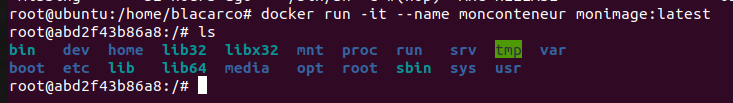 root@ubuntu:/home/blacarco# docker run -it --name monconteneur monimage:latest
root@abd2f43b86a8:/# ls
bin dev home lib32 libx32 mnt proc run srv tmp var
boot etc lib lib64 media opt root sbin sys usr
root@abd2f43b86a8:/#